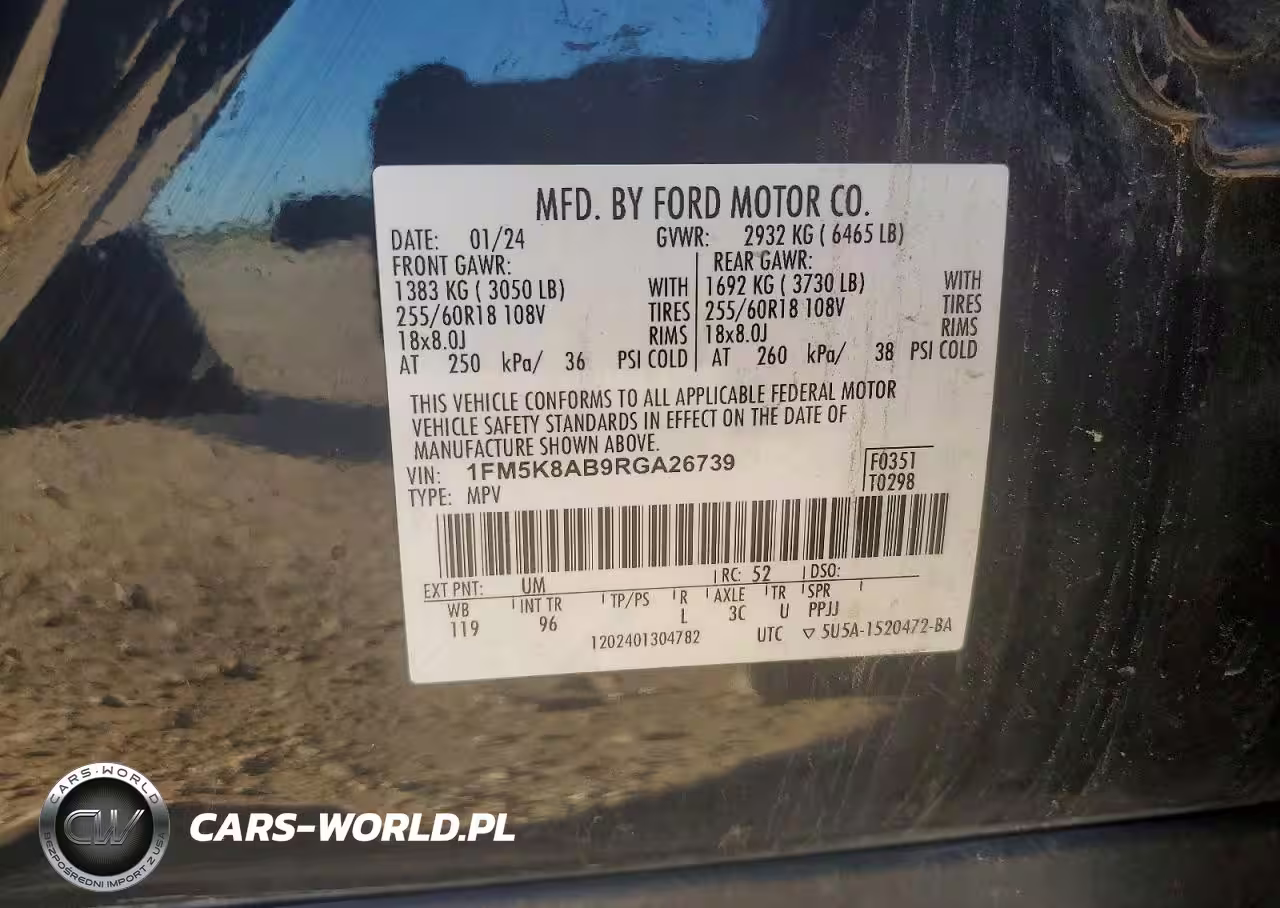 MFD. BY FORD MOTOR CO.
DATE: 01/24 GVWR: 2932 KG ( 6465 LB)
FRONT GAWR: REAR GAWR:
1383 KG ( 3050 LB) WITH 1692 KG ( 3730 LB) WITH
255/60R18 108V TIRES 255/60R18 108V TIRES
18x8.0J RIMS 18x8.0J RIMS
AT 250 kPa/ 36 PSI COLD AT 260 kPa/ 38 PSI COLD
THIS VEHICLE CONFORMS TO ALL APPLICABLE FEDERAL MOTOR
VEHICLE SAFETY STANDARDS IN EFFECT ON THE DATE OF
MANUFACTURE SHOWN ABOVE.
VIN: 1FM5K8AB9RGA26739 F0351
TYPE: MPV T0298
EXT PNT: UM RC: 52 DSO:
WB INT TR TP/PS R AXLE TR SPR
119 96 L 3C U PPJJ
1202401304782 UTC ▽ 5U5A-1520472-BA
CARS-WORLD
CW
BEZPOŚREDNI IMPORT Z USA
CARS-WORLD.PL